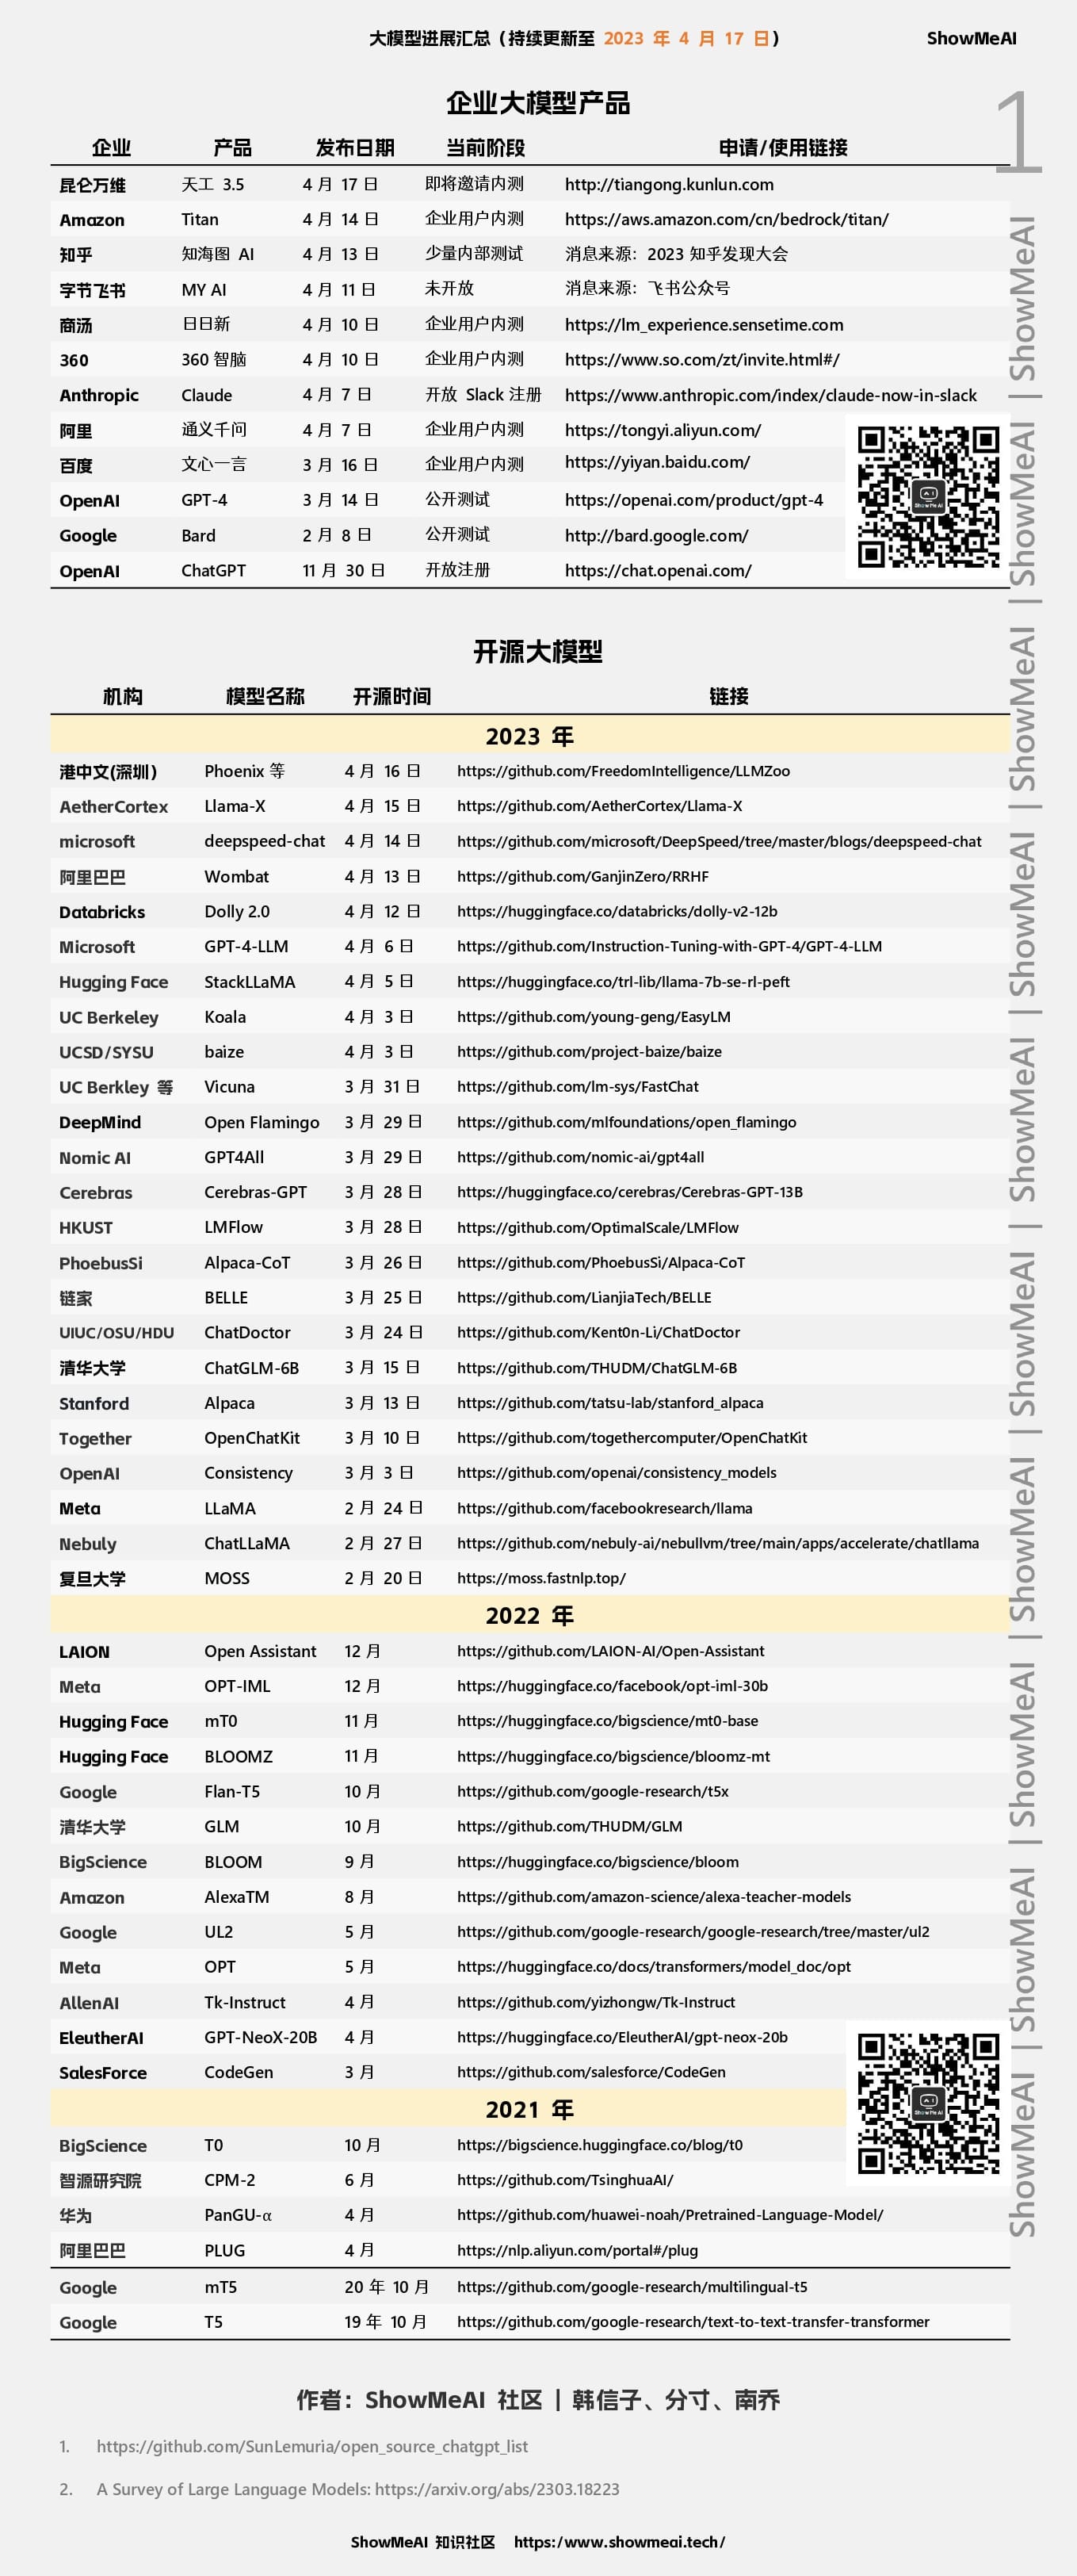 大模型进展汇总（持续更新至 2023 年 4 月 17 日）
ShowMeAI
企业大模型产品
1
企业 产品 发布日期 当前阶段 申请/使用链接
昆仑万维 天工 3.5 4 月 17 日 即将邀请内测 http://tiangong.kunlun.com
Amazon Titan 4 月 14 日 企业用户内测 https://aws.amazon.com/cn/bedrock/titan/
知乎 知海图 AI 4 月 13 日 少量内部测试 消息来源：2023 知乎发现大会
字节飞书 MY AI 4 月 11 日 未开放 消息来源：飞书公众号
商汤 日日新 4 月 10 日 企业用户内测 https://lm_experience.sensetime.com
360 360 智脑 4 月 10 日 企业用户内测 https://www.so.com/zt/invite.html#/
Anthropic Claude 4 月 7 日 开放 Slack 注册 https://www.anthropic.com/index/claude-now-in-slack
阿里 通义千问 4 月 7 日 企业用户内测 https://tongyi.aliyun.com/
百度 文心一言 3 月 16 日 企业用户内测 https://yiyan.baidu.com/
OpenAI GPT-4 3 月 14 日 公开测试 https://openai.com/product/gpt-4
Google Bard 2 月 8 日 公开测试 http://bard.google.com/
OpenAI ChatGPT 11 月 30 日 开放注册 https://chat.openai.com/
AI
ShowMeAI
开源大模型
机构 模型名称 开源时间 链接
2023 年
港中文(深圳) Phoenix 等 4 月 16 日 https://github.com/FreedomIntelligence/LLMZoo
AetherCortex Llama-X 4 月 15 日 https://github.com/AetherCortex/Llama-X
microsoft deepspeed-chat 4 月 14 日 https://github.com/microsoft/DeepSpeed/tree/master/blogs/deepspeed-chat
阿里巴巴 Wombat 4 月 13 日 https://github.com/GanjinZero/RRHF
Databricks Dolly 2.0 4 月 12 日 https://huggingface.co/databricks/dolly-v2-12b
Microsoft GPT-4-LLM 4 月 6 日 https://github.com/Instruction-Tuning-with-GPT-4/GPT-4-LLM
Hugging Face StackLLaMA 4 月 5 日 https://huggingface.co/trl-lib/llama-7b-se-rl-peft
UC Berkeley Koala 4 月 3 日 https://github.com/young-geng/EasyLM
UCSD/SYSU baize 4 月 3 日 https://github.com/project-baize/baize
UC Berkley 等 Vicuna 3 月 31 日 https://github.com/lm-sys/FastChat
DeepMind Open Flamingo 3 月 29 日 https://github.com/mlfoundations/open_flamingo
Nomic AI GPT4All 3 月 29 日 https://github.com/nomic-ai/gpt4all
Cerebras Cerebras-GPT 3 月 28 日 https://huggingface.co/cerebras/Cerebras-GPT-13B
HKUST LMFlow 3 月 28 日 https://github.com/OptimalScale/LMFlow
PhoebusSi Alpaca-CoT 3 月 26 日 https://github.com/PhoebusSi/Alpaca-CoT
链家 BELLE 3 月 25 日 https://github.com/LianjiaTech/BELLE
UIUC/OSU/HDU ChatDoctor 3 月 24 日 https://github.com/Kent0n-Li/ChatDoctor
清华大学 ChatGLM-6B 3 月 15 日 https://github.com/THUDM/ChatGLM-6B
Stanford Alpaca 3 月 13 日 https://github.com/tatsu-lab/stanford_alpaca
Together OpenChatKit 3 月 10 日 https://github.com/togethercomputer/OpenChatKit
OpenAI Consistency 3 月 3 日 https://github.com/openai/consistency_models
Meta LLaMA 2 月 24 日 https://github.com/facebookresearch/llama
Nebuly ChatLLaMA 2 月 27 日 https://github.com/nebuly-ai/nebullvm/tree/main/apps/accelerate/chatllama
复旦大学 MOSS 2 月 20 日 https://moss.fastnlp.top/
2022 年
LAION Open Assistant 12 月 https://github.com/LAION-AI/Open-Assistant
Meta OPT-IML 12 月 https://huggingface.co/facebook/opt-iml-30b
Hugging Face mT0 11 月 https://huggingface.co/bigscience/mt0-base
Hugging Face BLOOMZ 11 月 https://huggingface.co/bigscience/bloomz-mt
Google Flan-T5 10 月 https://github.com/google-research/t5x
清华大学 GLM 10 月 https://github.com/THUDM/GLM
BigScience BLOOM 9 月 https://huggingface.co/bigscience/bloom
Amazon AlexaTM 8 月 https://github.com/amazon-science/alexa-teacher-models
Google UL2 5 月 https://github.com/google-research/google-research/tree/master/ul2
Meta OPT 5 月 https://huggingface.co/docs/transformers/model_doc/opt
AllenAI Tk-Instruct 4 月 https://github.com/yizhongw/Tk-Instruct
EleutherAI GPT-NeoX-20B 4 月 https://huggingface.co/EleutherAI/gpt-neox-20b
SalesForce CodeGen 3 月 https://github.com/salesforce/CodeGen
2021 年
BigScience T0 10 月 https://bigscience.huggingface.co/blog/t0
智源研究院 CPM-2 6 月 https://github.com/TsinghuaAI/
华为 PanGU-α 4 月 https://github.com/huawei-noah/Pretrained-Language-Model/
阿里巴巴 PLUG 4 月 https://nlp.aliyun.com/portal#/plug
AI
ShowMeAI
Google mT5 20 年 10 月 https://github.com/google-research/multilingual-t5
Google T5 19 年 10 月 https://github.com/google-research/text-to-text-transfer-transformer
ShowMeAI | ShowMeAI | ShowMeAI | ShowMeAI | ShowMeAI | ShowMeAI | ShowMeAI | ShowMeAI | ShowMeAI | ShowMeAI
作者：ShowMeAI 社区 | 韩信子、分寸、南乔
1. https://github.com/SunLemuria/open_source_chatgpt_list
2. A Survey of Large Language Models: https://arxiv.org/abs/2303.18223
ShowMeAI 知识社区 https:/www.showmeai.tech/